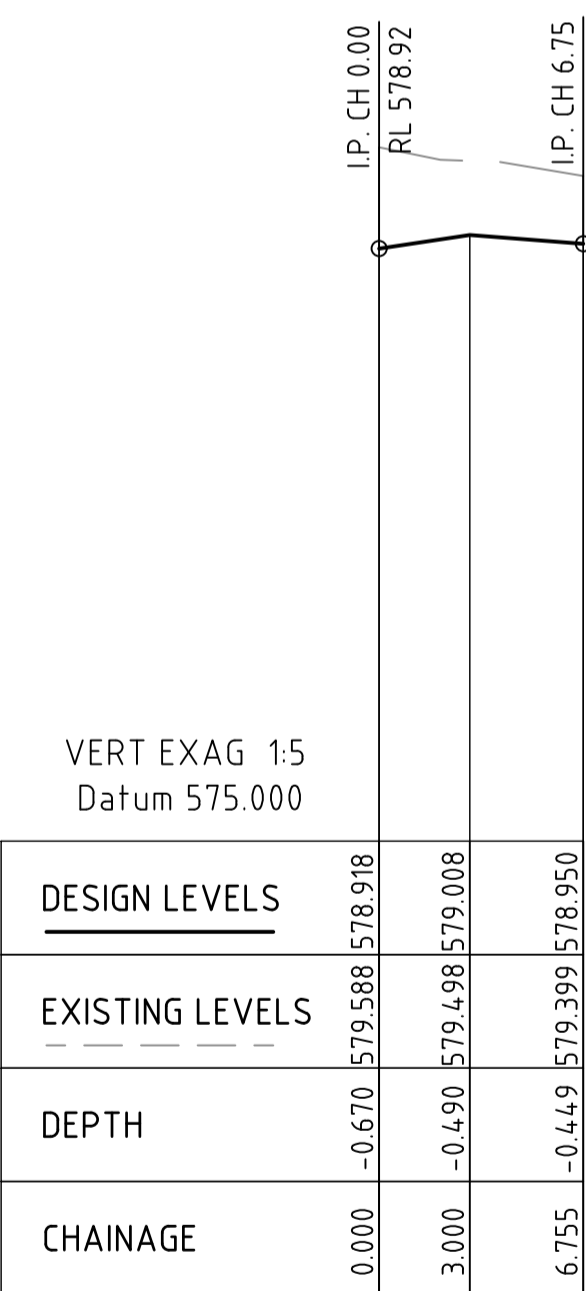 I.P. CH 0.00
RL 578.92
I.P. CH 6.75
VERT EXAG 1:5
Datum 575.000
DESIGN LEVELS 578.918 579.008 578.950
EXISTING LEVELS 579.588 579.498 579.399
DEPTH -0.670 -0.490 -0.449
CHAINAGE 0.000 3.000 6.755